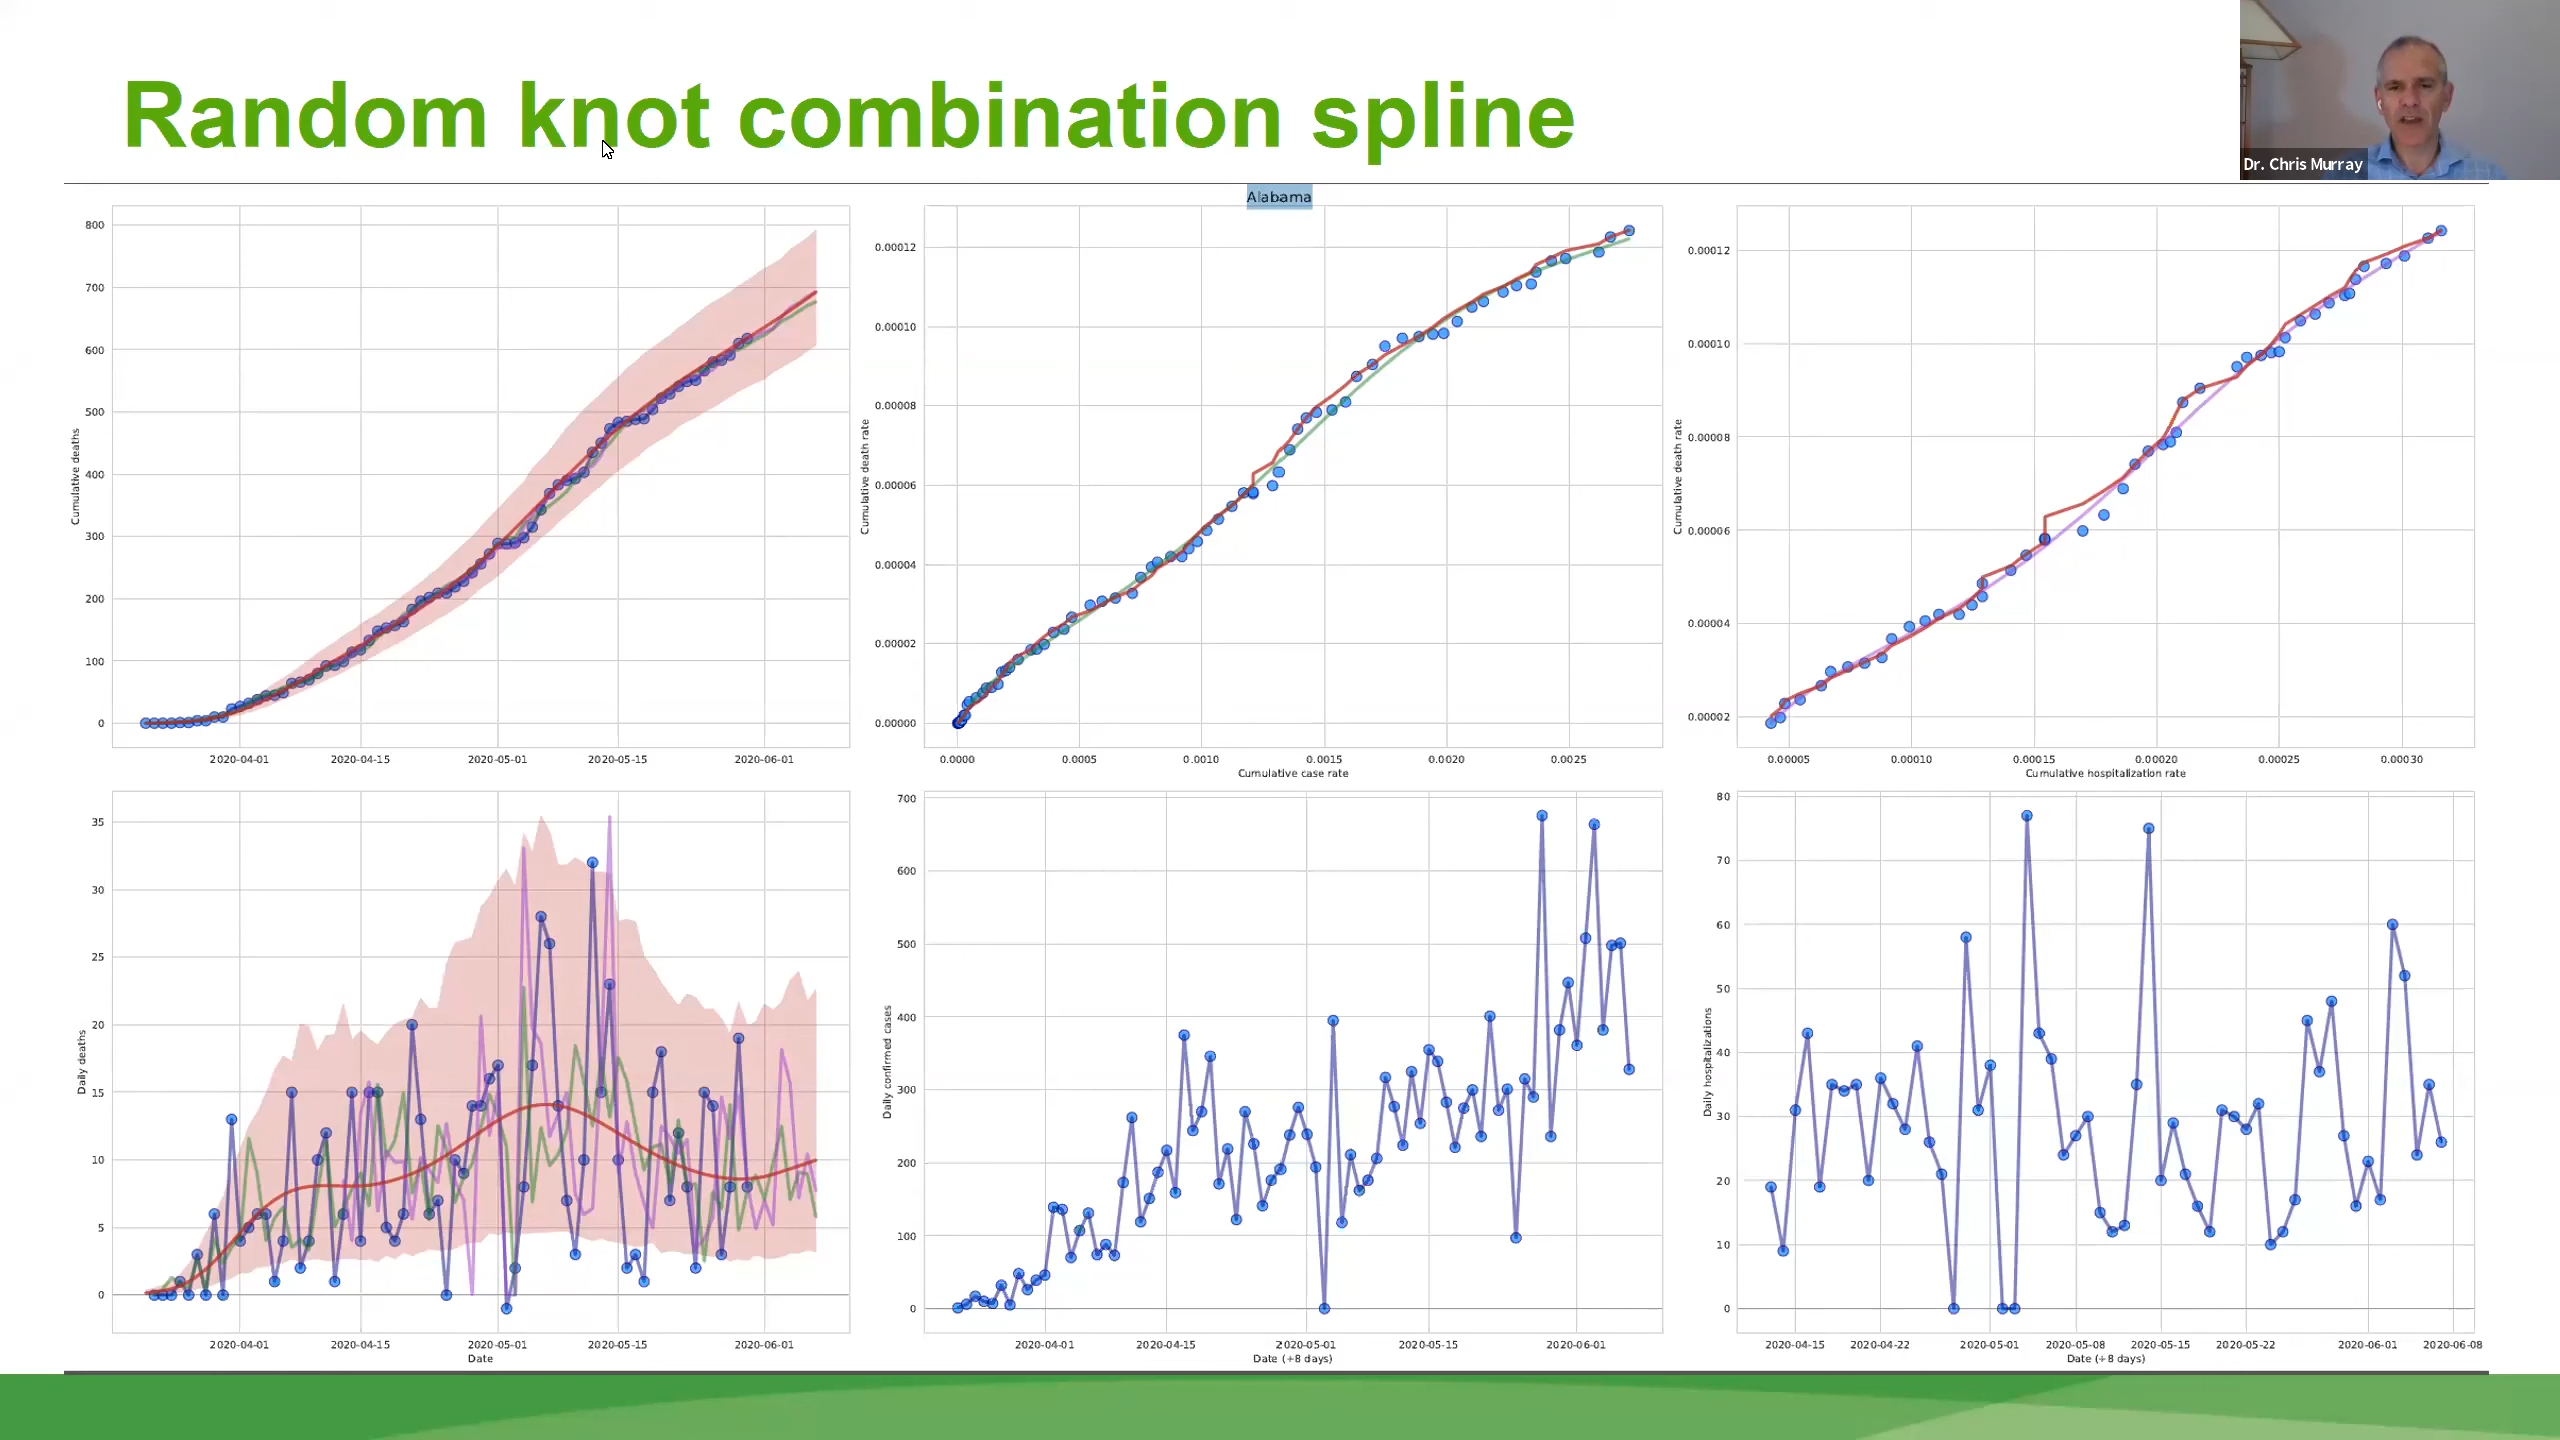 Random knot combination spline
Dr. Chris Murray
Alabama
800
700
600
500
400
300
200
100
0
Cumulative deaths
2020-04-01 2020-04-15 2020-05-01 2020-05-15 2020-06-01
0.00012
0.00010
0.00008
0.00006
0.00004
0.00002
0.00000
Cumulative death rate
0.0000 0.0005 0.0010 0.0015 0.0020 0.0025
Cumulative case rate
0.00012
0.00010
0.00008
0.00006
0.00004
0.00002
Cumulative death rate
0.00005 0.00010 0.00015 0.00020 0.00025 0.00030
Cumulative hospitalization rate
35
30
25
20
15
10
5
0
Daily deaths
2020-04-01 2020-04-15 2020-05-01 2020-05-15 2020-06-01
Date
700
600
500
400
300
200
100
0
Daily confirmed cases
2020-04-01 2020-04-15 2020-05-01 2020-05-15 2020-06-01
Date (+8 days)
80
70
60
50
40
30
20
10
0
Daily hospitalizations
2020-04-15 2020-04-22 2020-05-01 2020-05-08 2020-05-15 2020-05-22 2020-06-01 2020-06-08
Date (+8 days)